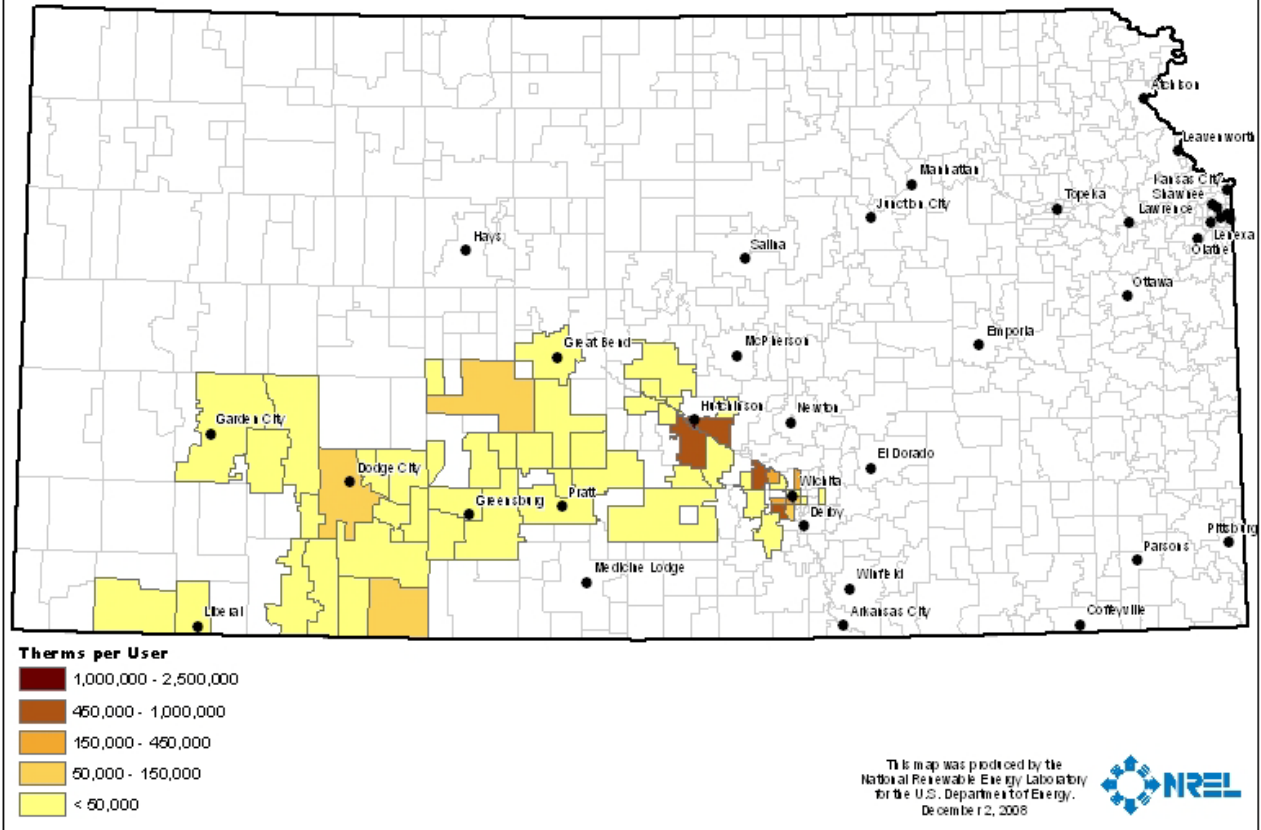 Atchison
Leavenworth
Manhattan
Kansas City
Topeka
Shawnee
Junction City
Lawrence
Hays
Lenexa
Salina
Olathe
Ottawa
Emporia
Great Bend
McPherson
Hutchinson
Newton
Garden City
El Dorado
Dodge City
Wichita
Greensburg
Pratt
Derby
Pittsburg
Parsons
Medicine Lodge
Winfield
Liberal
Arkansas City
Coffeyville
Therms per User
1,000,000 - 2,500,000
450,000 - 1,000,000
150,000 - 450,000
50,000 - 150,000
< 50,000
This map was produced by the
National Renewable Energy Laboratory
for the U.S. Department of Energy.
December 2, 2008
NREL